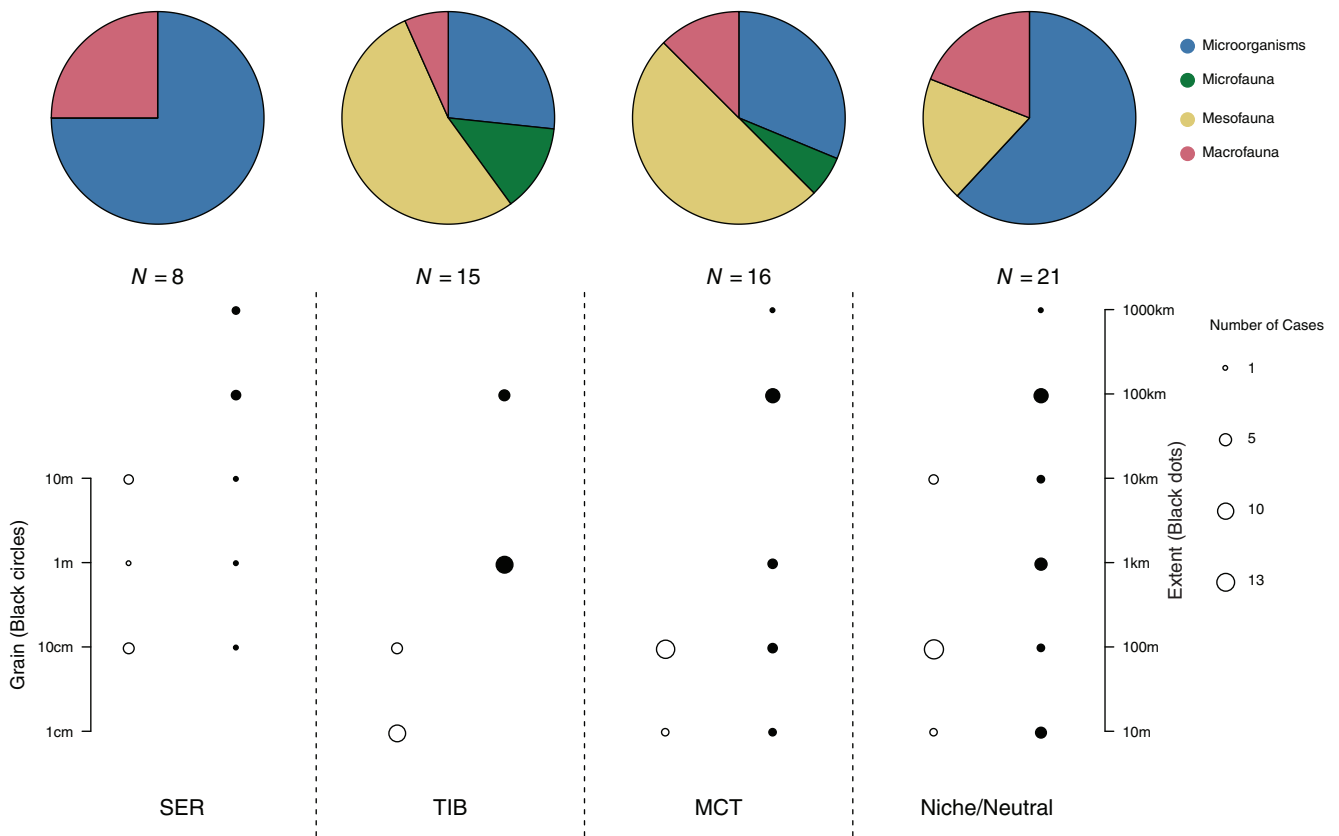 Microorganisms
Microfauna
Mesofauna
Macrofauna
N = 8
N = 15
N = 16
N = 21
Number of Cases
1
5
10
13
1000km
100km
10km
1km
100m
10m
Extent (Black dots)
10m
1m
10cm
1cm
Grain (Black circles)
SER
TIB
MCT
Niche/Neutral